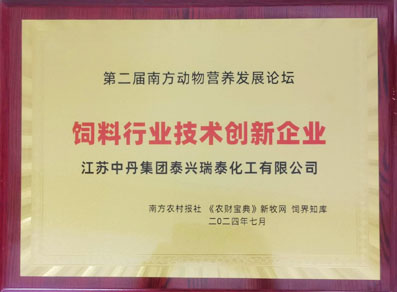 第二届南方动物营养发展论坛
饲料行业技术创新企业
江苏中丹集团泰兴瑞泰化工有限公司
南方农村报社 《农财宝典》新牧网 饲界知库
二〇二四年七月